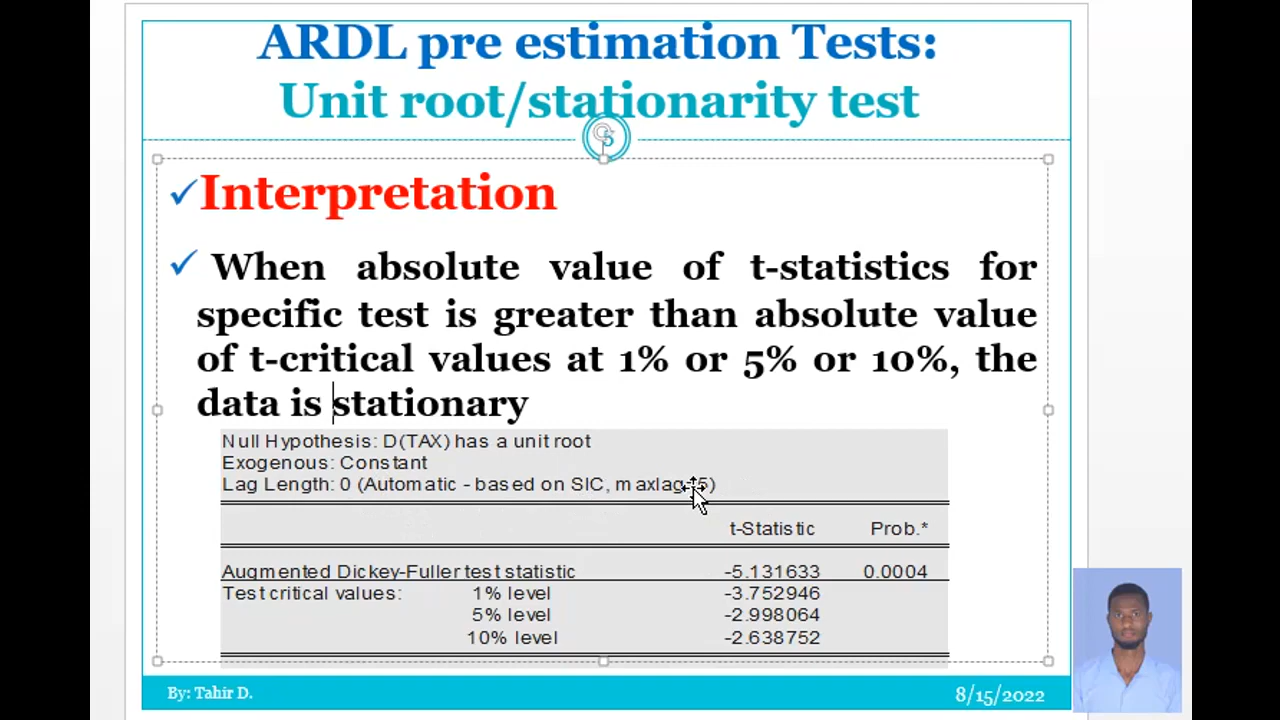 ARDL pre estimation Tests:
Unit root/stationarity test
5
Interpretation
When absolute value of t-statistics for
specific test is greater than absolute value
of t-critical values at 1% or 5% or 10%, the
data is stationary
Null Hypothesis: D(TAX) has a unit root
Exogenous: Constant
Lag Length: 0 (Automatic - based on SIC, maxlag=5)
t-Statistic Prob.*
Augmented Dickey-Fuller test statistic -5.131633 0.0004
Test critical values: 1% level -3.752946
5% level -2.998064
10% level -2.638752
By: Tahir D. 8/15/2022